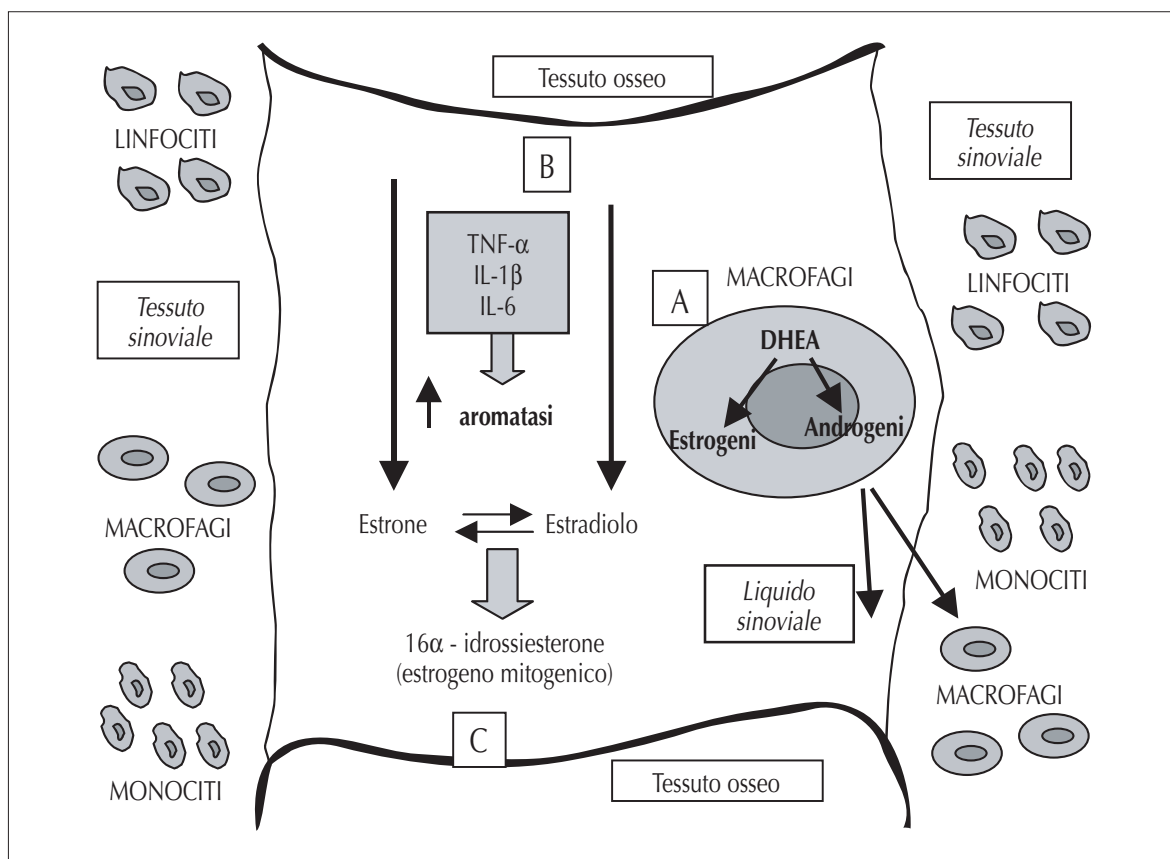 Tessuto osseo
LINFOCITI
Tessuto
sinoviale
MACROFAGI
MONOCITI
B
TNF-α
IL-1β
IL-6
aromatasi
Estrone
Estradiolo
16α - idrossiesterone
(estrogeno mitogenico)
C
A
MACROFAGI
DHEA
Estrogeni
Androgeni
Liquido
sinoviale
Tessuto
sinoviale
LINFOCITI
MONOCITI
MACROFAGI
Tessuto osseo